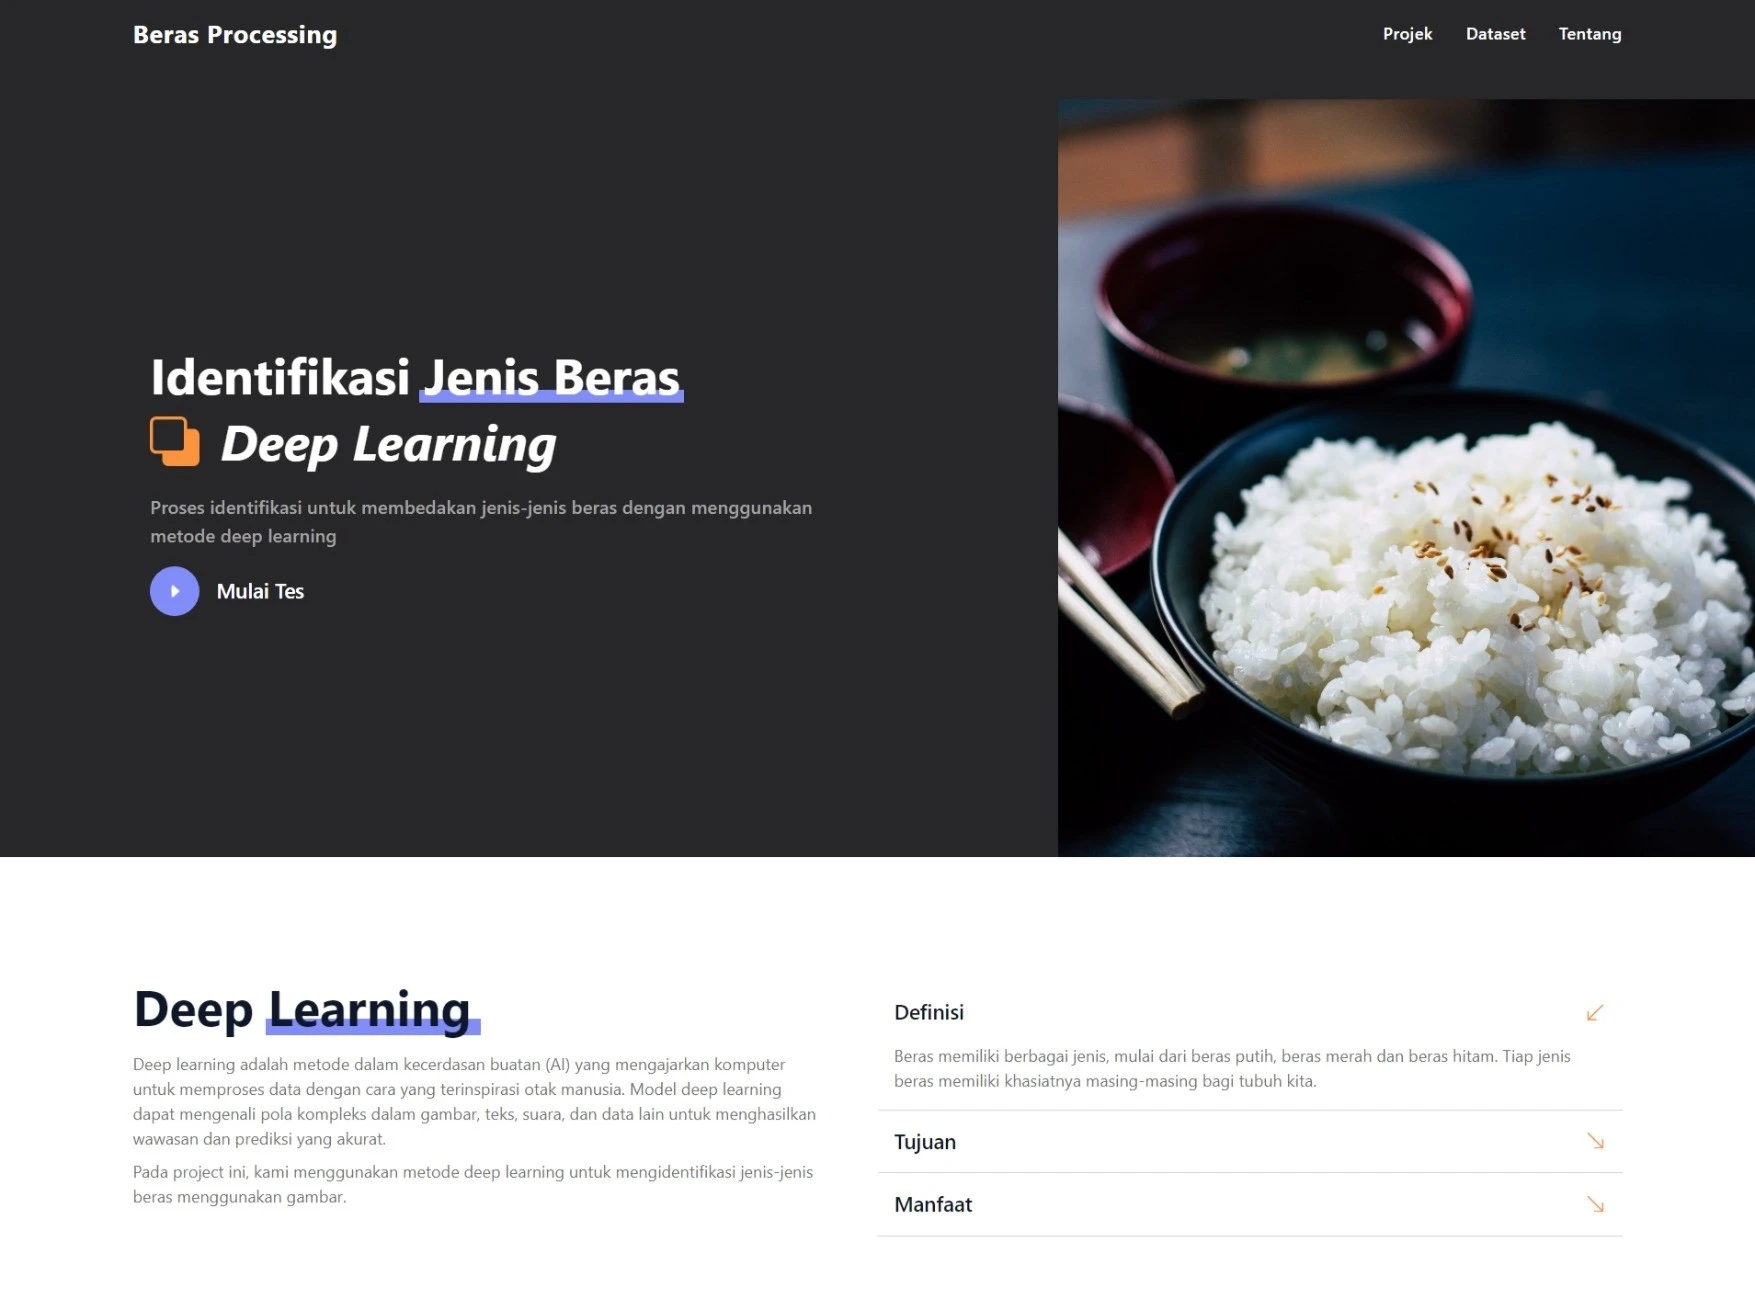 Beras Processing
Projek
Dataset
Tentang
Identifikasi Jenis Beras
Deep Learning
Proses identifikasi untuk membedakan jenis-jenis beras dengan menggunakan
metode deep learning
Mulai Tes
Deep Learning
Deep learning adalah metode dalam kecerdasan buatan (AI) yang mengajarkan komputer
untuk memproses data dengan cara yang terinspirasi otak manusia. Model deep learning
dapat mengenali pola kompleks dalam gambar, teks, suara, dan data lain untuk menghasilkan
wawasan dan prediksi yang akurat.
Pada project ini, kami menggunakan metode deep learning untuk mengidentifikasi jenis-jenis
beras menggunakan gambar.
Definisi
Beras memiliki berbagai jenis, mulai dari beras putih, beras merah dan beras hitam. Tiap jenis
beras memiliki khasiatnya masing-masing bagi tubuh kita.
Tujuan
Manfaat